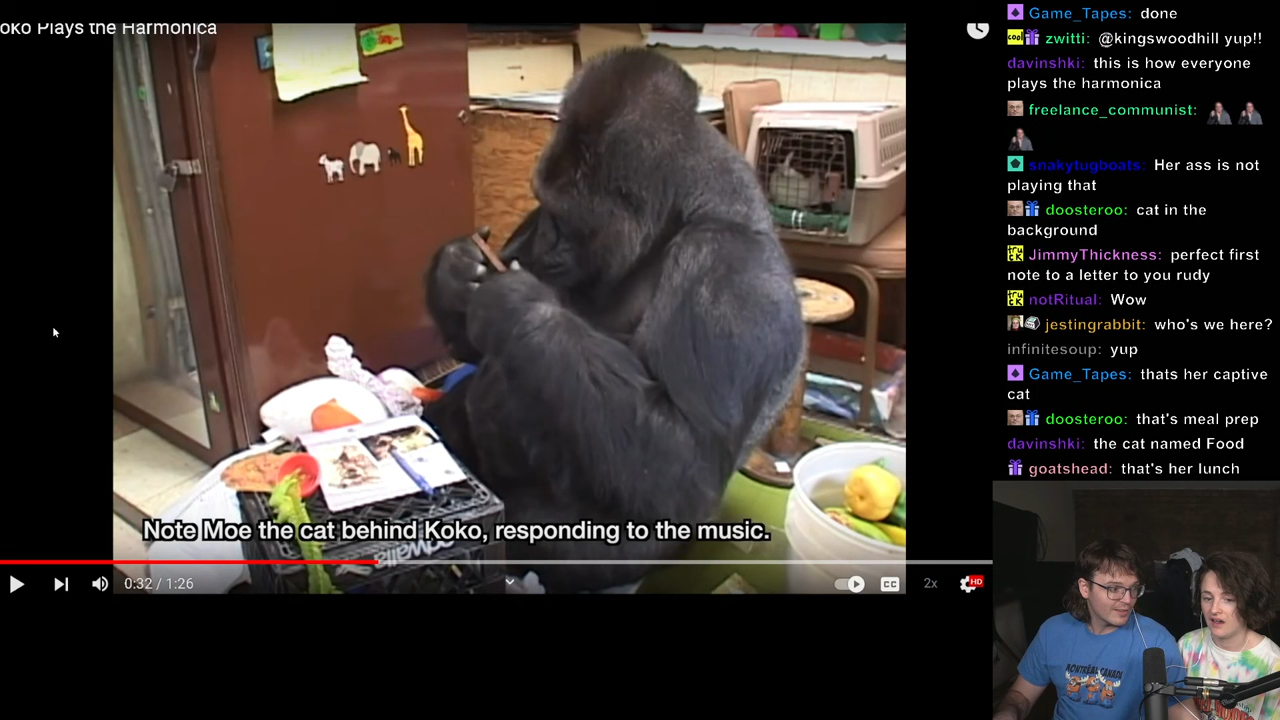 oko Plays the Harmonica
Note Moe the cat behind Koko, responding to the music.
0:32 / 1:26
CC
2x
HD
Game_Tapes: done
zwitti: @kingswoodhill yup!!
davinshki: this is how everyone
plays the harmonica
freelance_communist:
snakytugboats: Her ass is not
playing that
doosteroo: cat in the
background
JimmyThickness: perfect first
note to a letter to you rudy
notRitual: Wow
jestingrabbit: who's we here?
infinitesoup: yup
Game_Tapes: thats her captive
cat
doosteroo: that's meal prep
davinshki: the cat named Food
goatshead: that's her lunch
MONTRÉAL CANADA